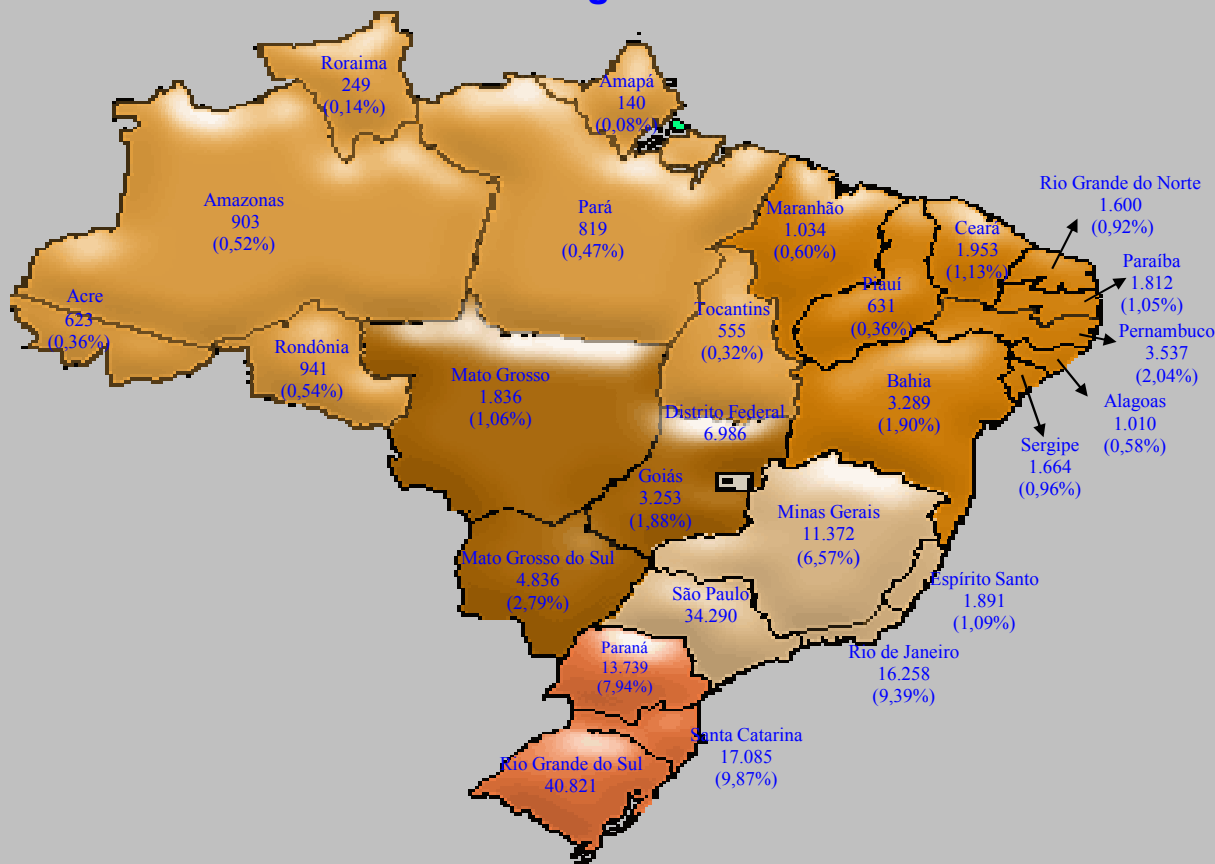 Roraima
249
(0,14%)
Amapá
140
(0,08%)
Amazonas
903
(0,52%)
Pará
819
(0,47%)
Maranhão
1.034
(0,60%)
Ceará
1.953
(1,13%)
Rio Grande do Norte
1.600
(0,92%)
Paraíba
1.812
(1,05%)
Piauí
631
(0,36%)
Acre
623
(0,36%)
Rondônia
941
(0,54%)
Tocantins
555
(0,32%)
Pernambuco
3.537
(2,04%)
Mato Grosso
1.836
(1,06%)
Bahia
3.289
(1,90%)
Alagoas
1.010
(0,58%)
Distrito Federal
6.986
Sergipe
1.664
(0,96%)
Goiás
3.253
(1,88%)
Minas Gerais
11.372
(6,57%)
Mato Grosso do Sul
4.836
(2,79%)
Espírito Santo
1.891
(1,09%)
São Paulo
34.290
Rio de Janeiro
16.258
(9,39%)
Paraná
13.739
(7,94%)
Santa Catarina
17.085
(9,87%)
Rio Grande do Sul
40.821